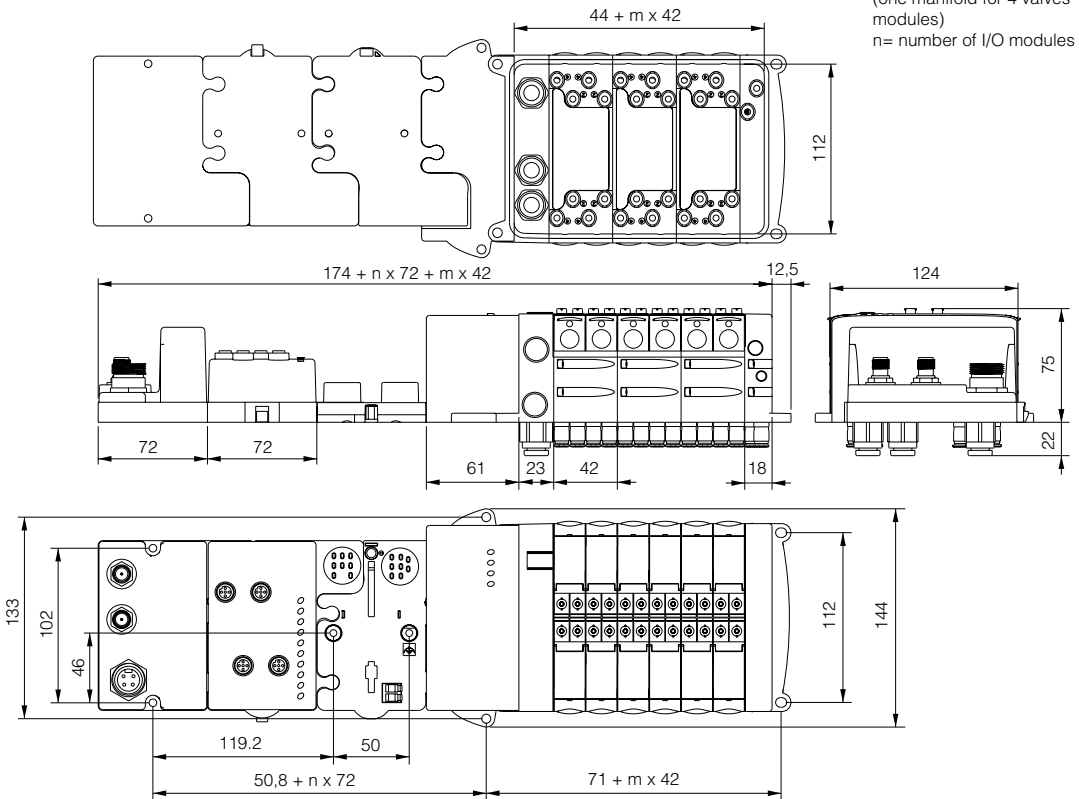 (one manifold for 4 valves
modules)
n= number of I/O modules
44 + m x 42
112
174 + n x 72 + m x 42
12,5
124
75
22
72
72
61
23
42
18
133
102
46
112
144
119.2
50
50,8 + n x 72
71 + m x 42